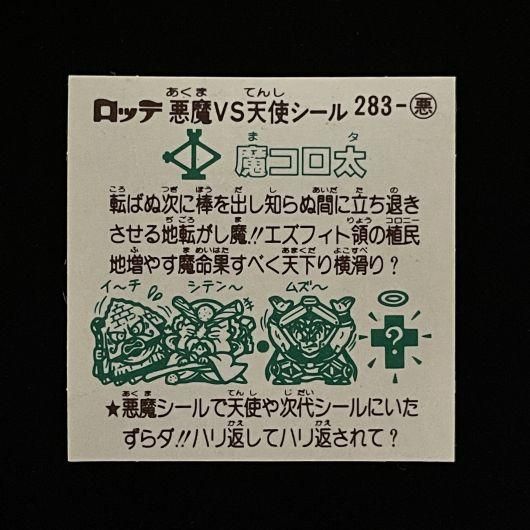 ロッテ 悪魔VS天使シール 283-悪
魔コロ太
転ばぬ次に棒を出し知らぬ間に立ち退き
させる地転がし魔!!エズフィト領の植民
地増やす魔命果すべく天下り横滑り?
イ〜チ シテン〜 ムズ〜
?
★悪魔シールで天使や次代シールにいた
ずらダ!!ハリ返してハリ返されて?